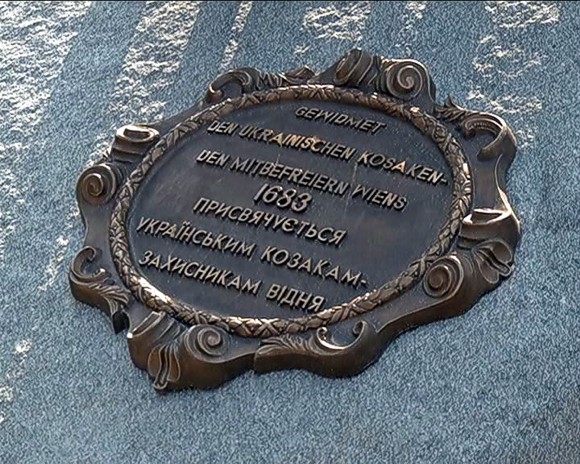 GEWIDMET
DEN UKRAINISCHEN KOSAKEN-
DEN MITBEFREIERN WIENS
1683
ПРИСВЯЧУЄТЬСЯ
УКРАЇНСЬКИМ КОЗАКАМ-
ЗАХИСНИКАМ ВІДНЯ